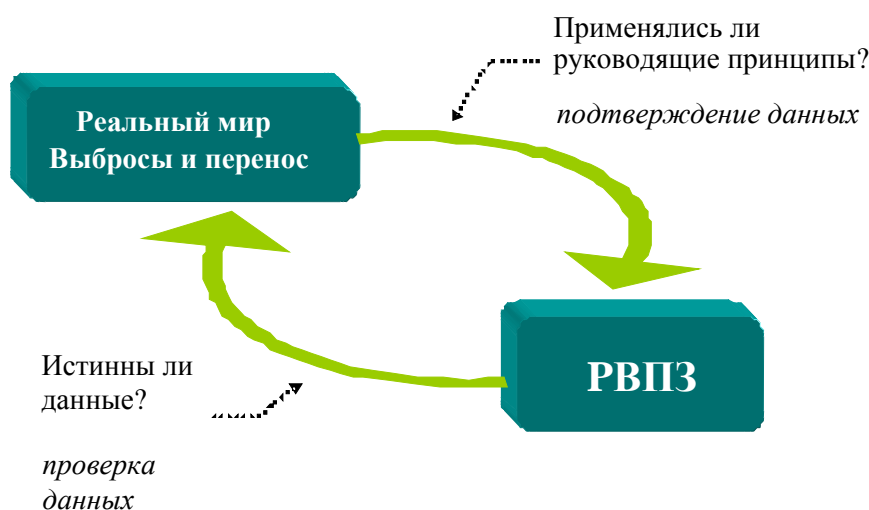 Применялись ли
руководящие принципы?
подтверждение данных
Реальный мир
Выбросы и перенос
РВПЗ
Истинны ли
данные?
проверка
данных